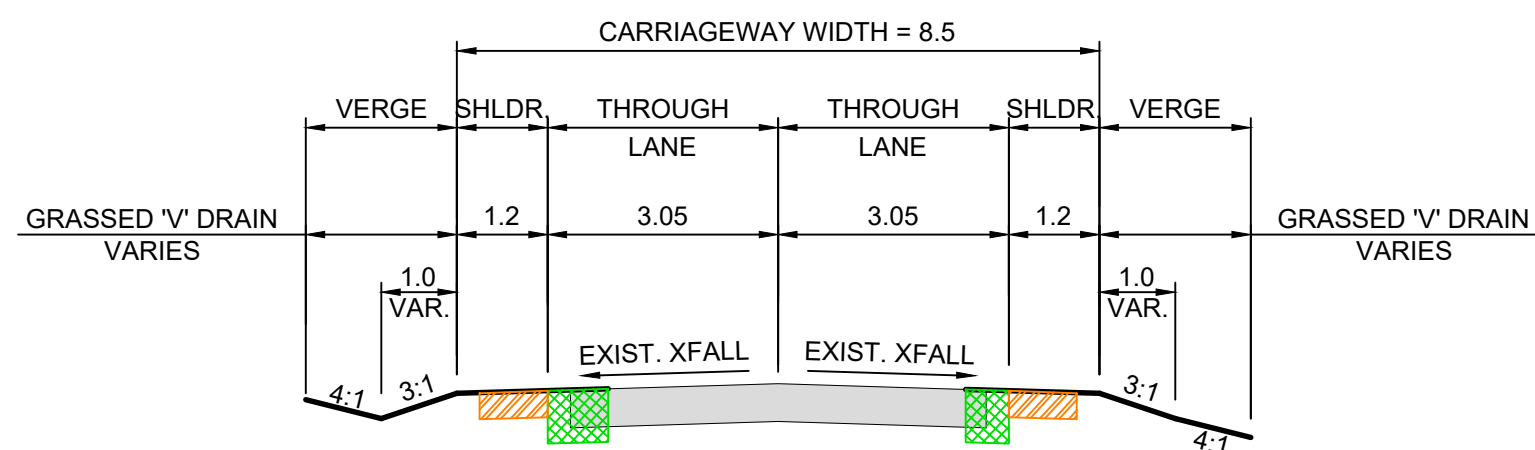 CARRIAGEWAY WIDTH = 8.5
VERGE SHLDR. THROUGH THROUGH SHLDR. VERGE
LANE LANE
GRASSED 'V' DRAIN 1.2 3.05 3.05 1.2 GRASSED 'V' DRAIN
VARIES VARIES
1.0 1.0
VAR. VAR.
EXIST. XFALL EXIST. XFALL
4:1 3:1 3:1
4:1